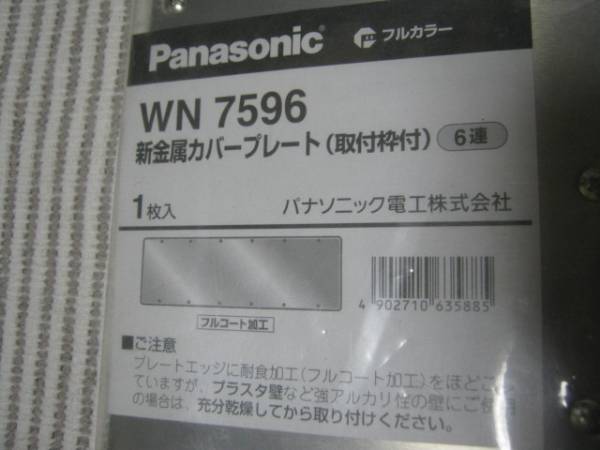 Panasonic フルカラー
WN 7596
新金属カバープレート(取付枠付) 6連
1枚入 パナソニック電工株式会社
4 902710 635885
フルコート加工
■ご注意
プレートエッジに耐食加工(フルコート加工)をほどこし
ていますが、プラスタ壁など強アルカリ性の壁にご使用
の場合は、充分乾燥してから取り付けください。